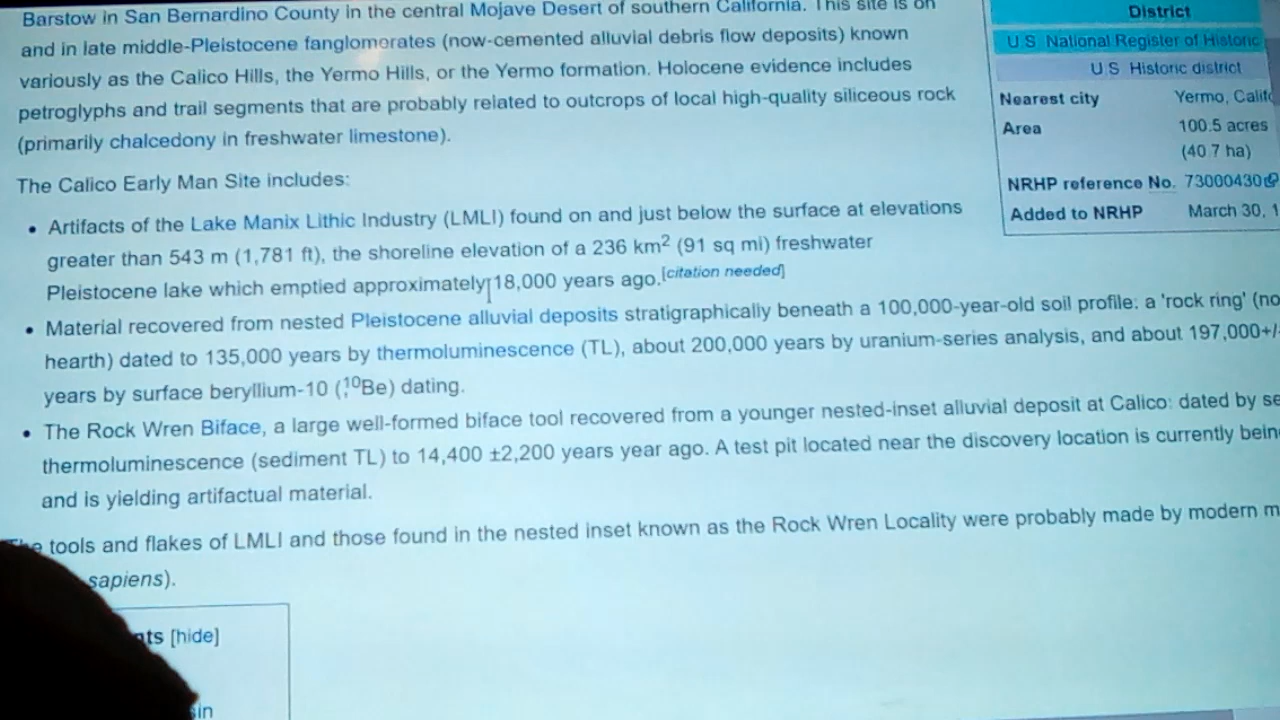 Barstow in San Bernardino County in the central Mojave Desert of southern California. This site is on
and in late middle-Pleistocene fanglomerates (now-cemented alluvial debris flow deposits) known
variously as the Calico Hills, the Yermo Hills, or the Yermo formation. Holocene evidence includes
petroglyphs and trail segments that are probably related to outcrops of local high-quality siliceous rock
(primarily chalcedony in freshwater limestone).
The Calico Early Man Site includes:
• Artifacts of the Lake Manix Lithic Industry (LMLI) found on and just below the surface at elevations
greater than 543 m (1,781 ft), the shoreline elevation of a 236 km² (91 sq mi) freshwater
Pleistocene lake which emptied approximately 18,000 years ago.[citation needed]
• Material recovered from nested Pleistocene alluvial deposits stratigraphically beneath a 100,000-year-old soil profile: a 'rock ring' (no
hearth) dated to 135,000 years by thermoluminescence (TL), about 200,000 years by uranium-series analysis, and about 197,000+/-
years by surface beryllium-10 (¹⁰Be) dating.
• The Rock Wren Biface, a large well-formed biface tool recovered from a younger nested-inset alluvial deposit at Calico: dated by se
thermoluminescence (sediment TL) to 14,400 ±2,200 years year ago. A test pit located near the discovery location is currently bein
and is yielding artifactual material.
The tools and flakes of LMLI and those found in the nested inset known as the Rock Wren Locality were probably made by modern m
sapiens).
nts [hide]
sin
District
U.S. National Register of Historic
U.S. Historic district
Nearest city Yermo, Calif
Area 100.5 acres
(40.7 ha)
NRHP reference No. 73000430
Added to NRHP March 30, 1